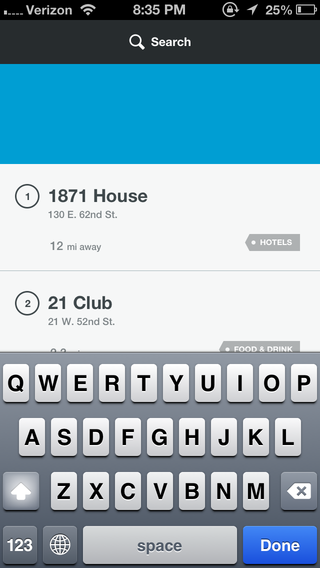 Verizon 8:35 PM 25%
Search
1 1871 House
130 E. 62nd St.
12 mi away HOTELS
2 21 Club
21 W. 52nd St.
FOOD & DRINK
Q W E R T Y U I O P
A S D F G H J K L
Z X C V B N M
123 space Done